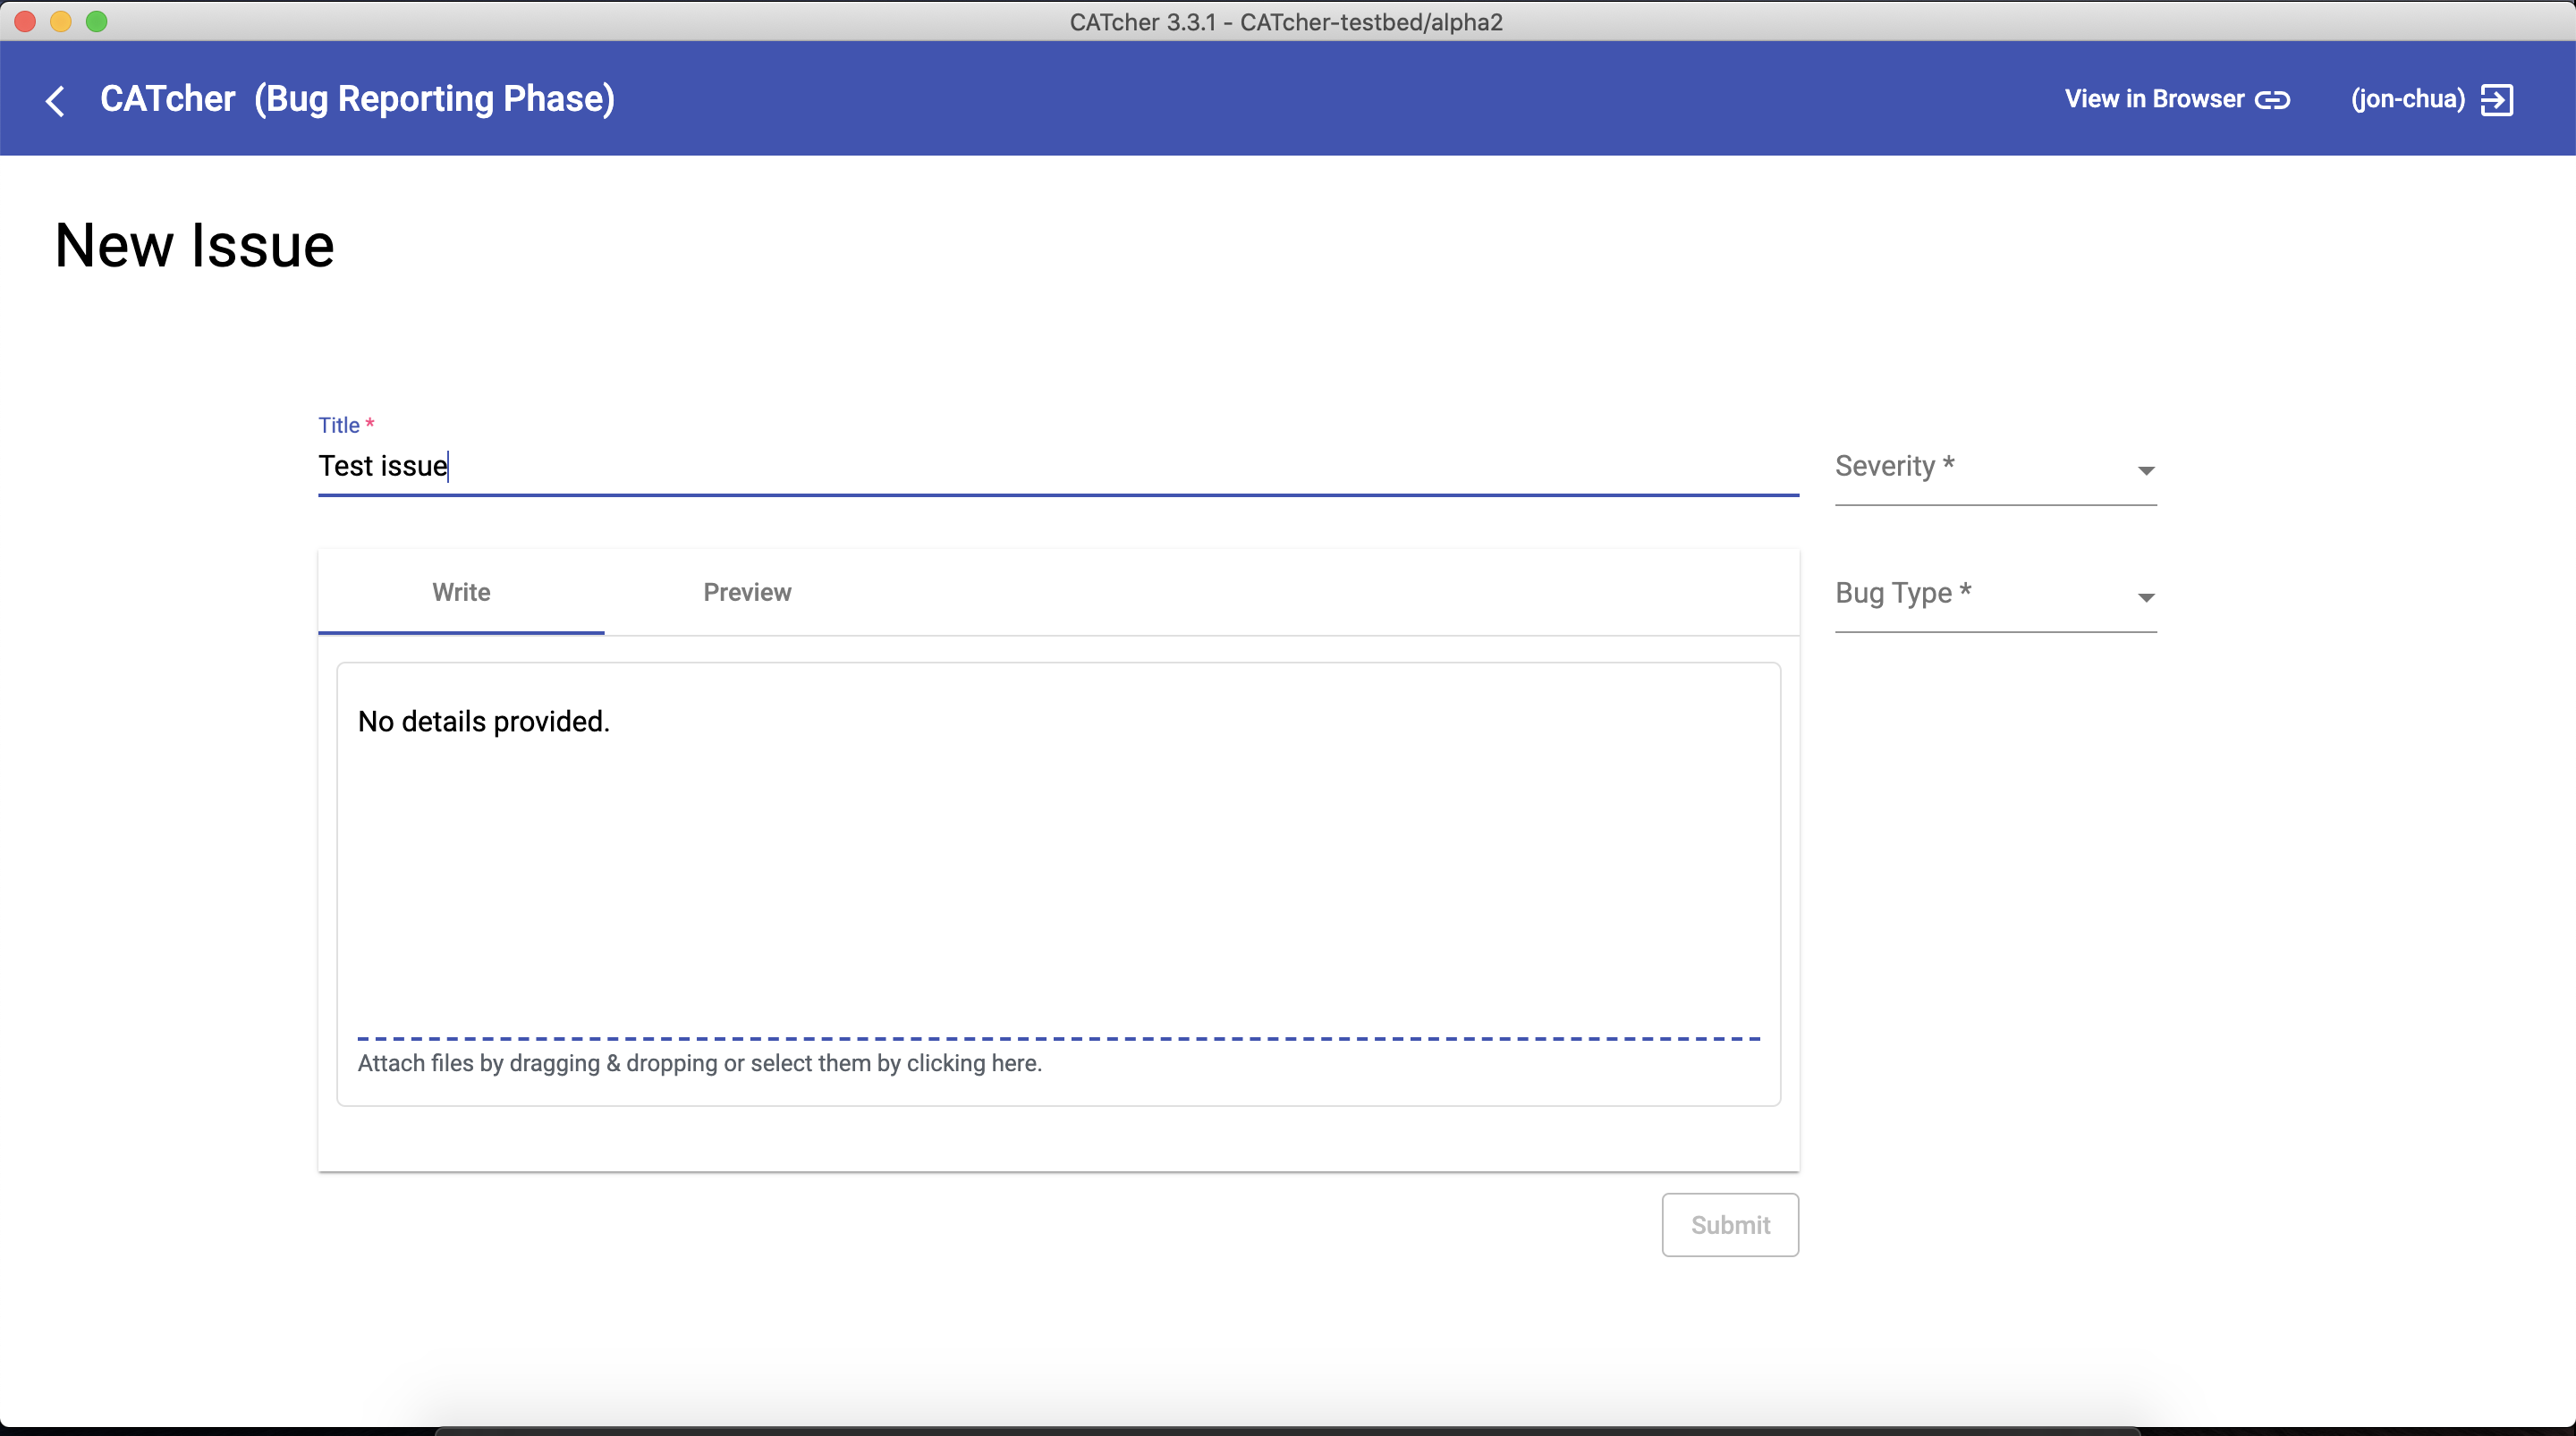 CATcher 3.3.1 - CATcher-testbed/alpha2
CATcher (Bug Reporting Phase)
View in Browser
(jon-chua)
New Issue
Title *
Test issue
Severity *
Write
Preview
Bug Type *
No details provided.
Attach files by dragging & dropping or select them by clicking here.
Submit